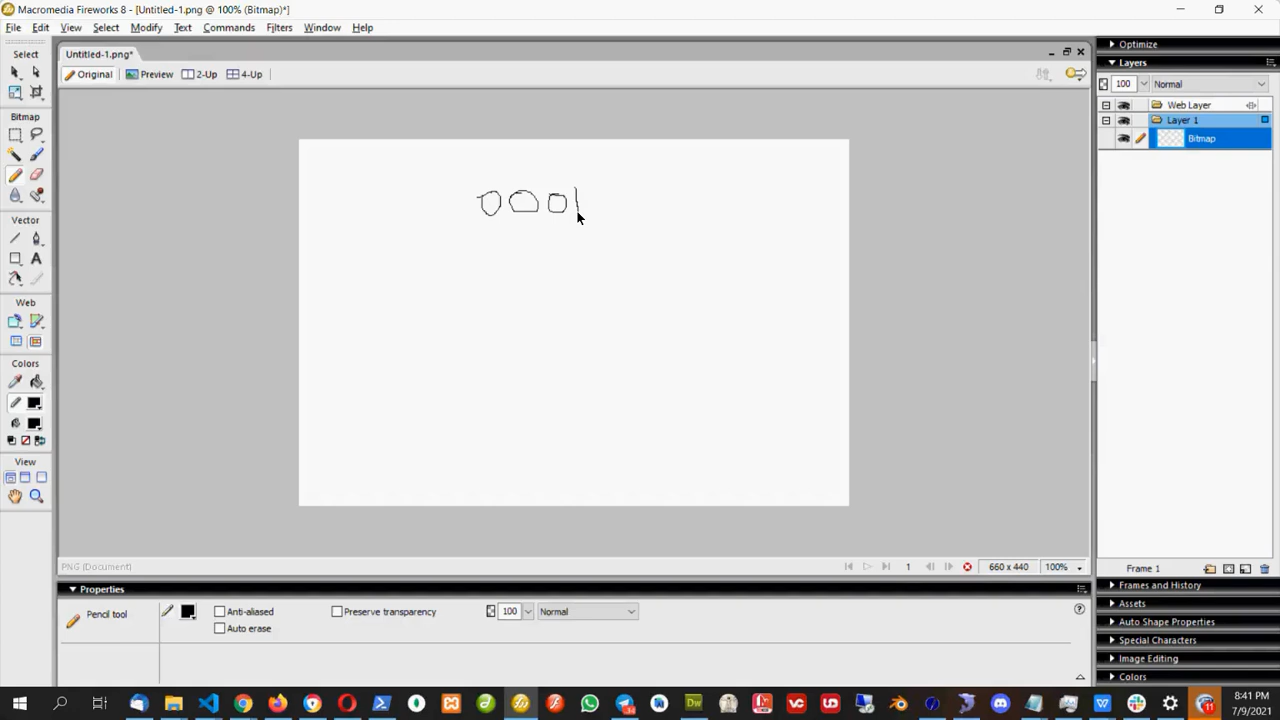 Macromedia Fireworks 8 - [Untitled-1.png @ 100% (Bitmap)*]
File Edit View Select Modify Text Commands Filters Window Help
Select
Untitled-1.png*
Original Preview 2-Up 4-Up
Bitmap
Vector
Web
Colors
View
Optimize
Layers
100 Normal
Web Layer
Layer 1
Bitmap
Frame 1
PNG (Document)
1 660 x 440 100%
Properties
Pencil tool
Anti-aliased Preserve transparency 100 Normal
Auto erase
Frames and History
Assets
Auto Shape Properties
Special Characters
Image Editing
Colors
8:41 PM
7/9/2021